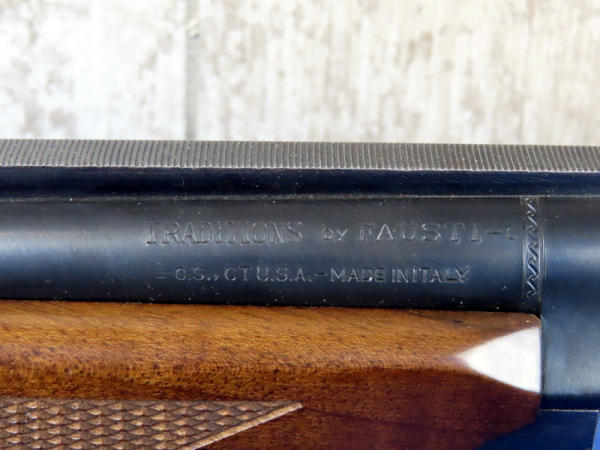 TRADITIONS by FAUSTI-
-O.S., CT U.S.A.-MADE IN ITALY